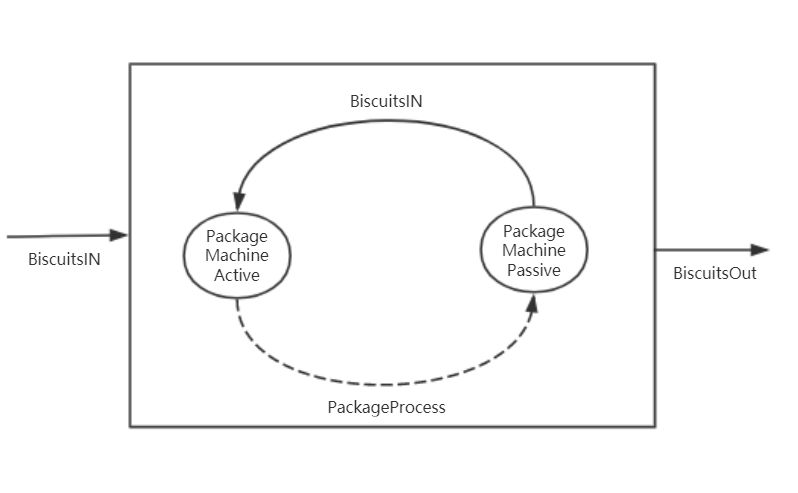 BiscuitsIN
BiscuitsIN
Package
Machine
Active
Package
Machine
Passive
BiscuitsOut
PackageProcess